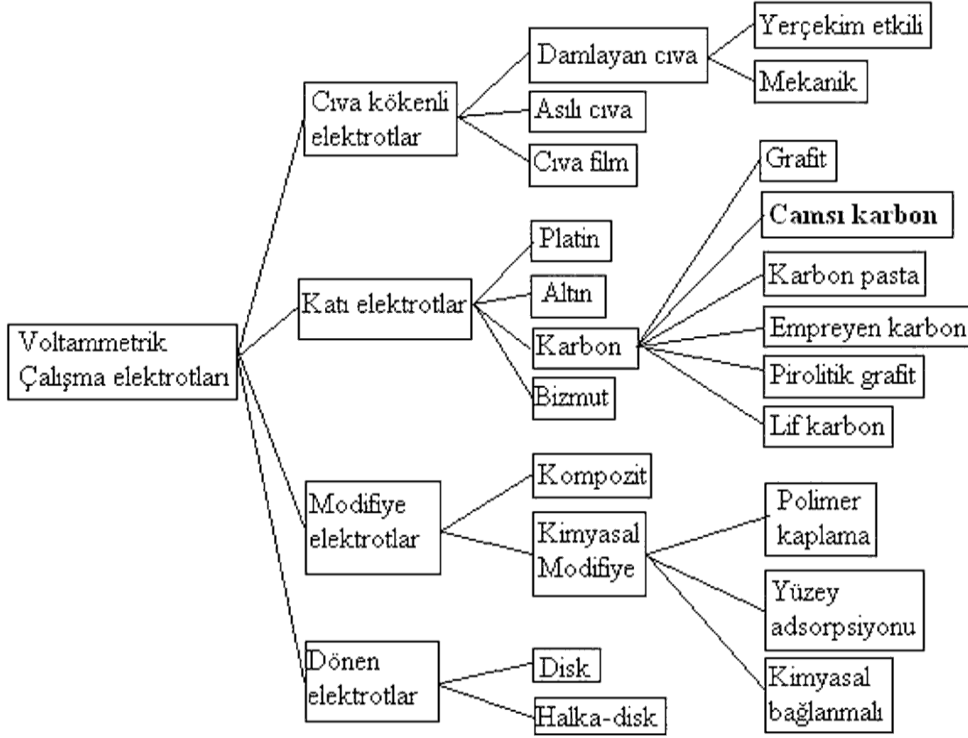 Voltammetrik
Çalışma elektrotları
Cıva kökenli
elektrotlar
Damlayan cıva
Yerçekim etkili
Mekanik
Asılı cıva
Cıva film
Katı elektrotlar
Platin
Altın
Karbon
Grafit
Camsı karbon
Karbon pasta
Empreyen karbon
Pirolitik grafit
Lif karbon
Bizmut
Modifiye
elektrotlar
Kompozit
Kimyasal
Modifiye
Polimer
kaplama
Yüzey
adsorpsiyonu
Kimyasal
bağlanmalı
Dönen
elektrotlar
Disk
Halka-disk